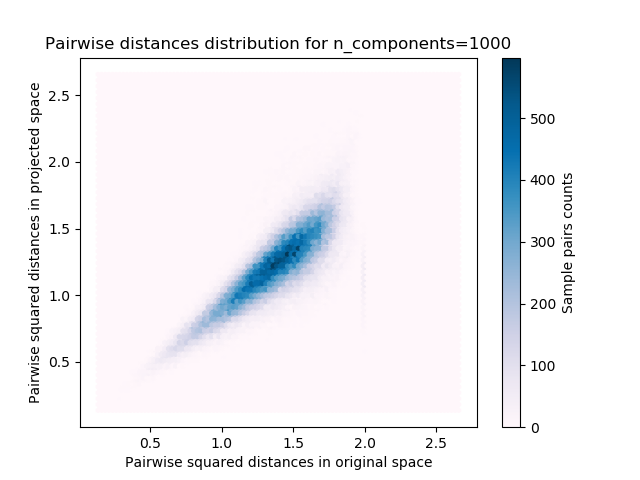 Pairwise distances distribution for n_components=1000
Pairwise squared distances in projected space
2.5
2.0
1.5
1.0
0.5
0.5 1.0 1.5 2.0 2.5
Pairwise squared distances in original space
500
400
300
200
100
0
Sample pairs counts